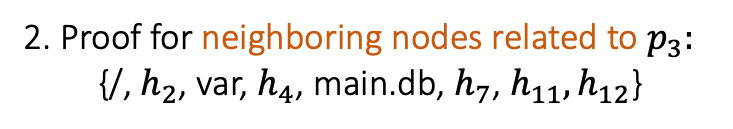 2. Proof for neighboring nodes related to p₃:
{/, h₂, var, h₄, main.db, h₇, h₁₁, h₁₂}